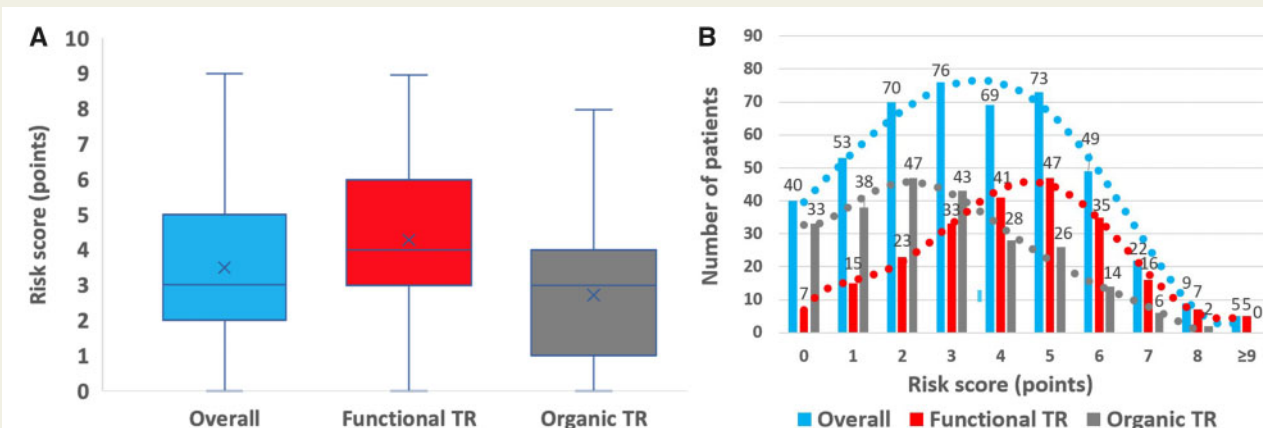 A
Risk score (points)
10
9
8
7
6
5
4
3
2
1
0
Overall Functional TR Organic TR
B
Number of patients
90
80
70
60
50
40
30
20
10
0
40 7 33
53 15 38
70 23 47
76 33 43
69 41 28
73 47 26
49 35 14
22 16 6
9 7 2
5 5 0
0 1 2 3 4 5 6 7 8 ≥9
Risk score (points)
Overall Functional TR Organic TR